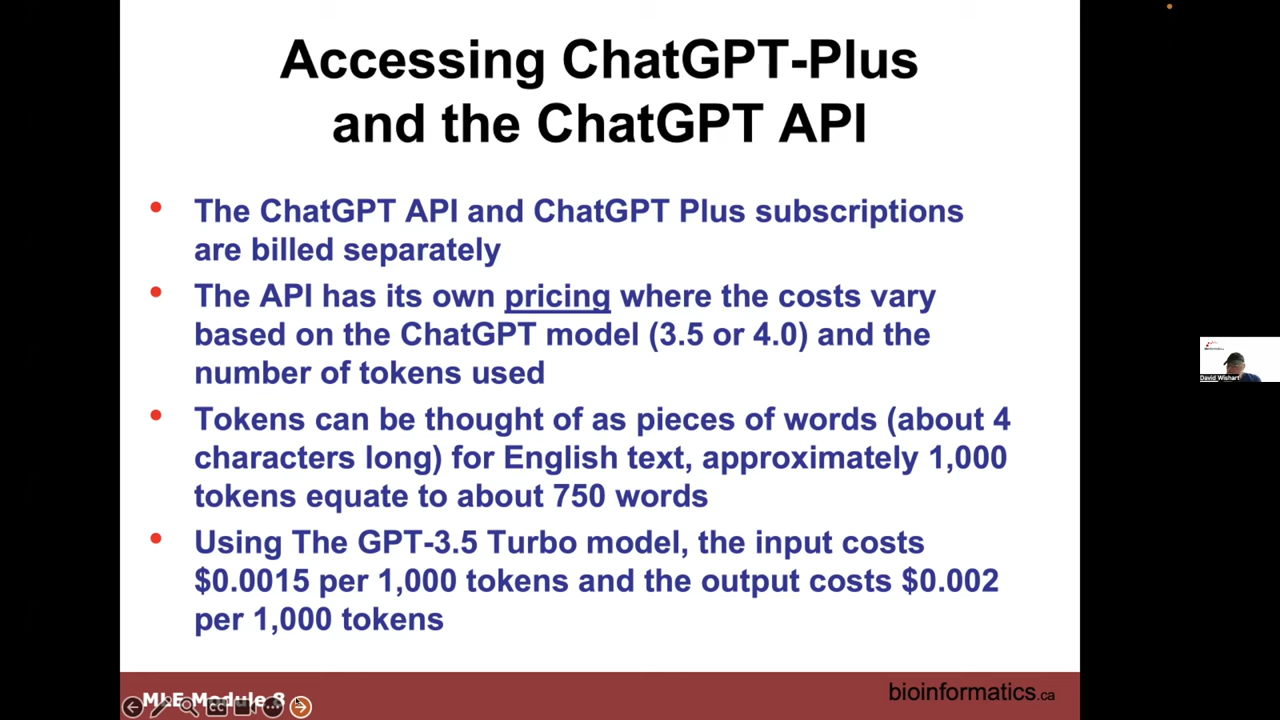 Accessing ChatGPT-Plus
and the ChatGPT API
• The ChatGPT API and ChatGPT Plus subscriptions
are billed separately
• The API has its own pricing where the costs vary
based on the ChatGPT model (3.5 or 4.0) and the
number of tokens used
• Tokens can be thought of as pieces of words (about 4
characters long) for English text, approximately 1,000
tokens equate to about 750 words
• Using The GPT-3.5 Turbo model, the input costs
$0.0015 per 1,000 tokens and the output costs $0.002
per 1,000 tokens
MLE Module 8
CC
bioinformatics.ca
David Wishart